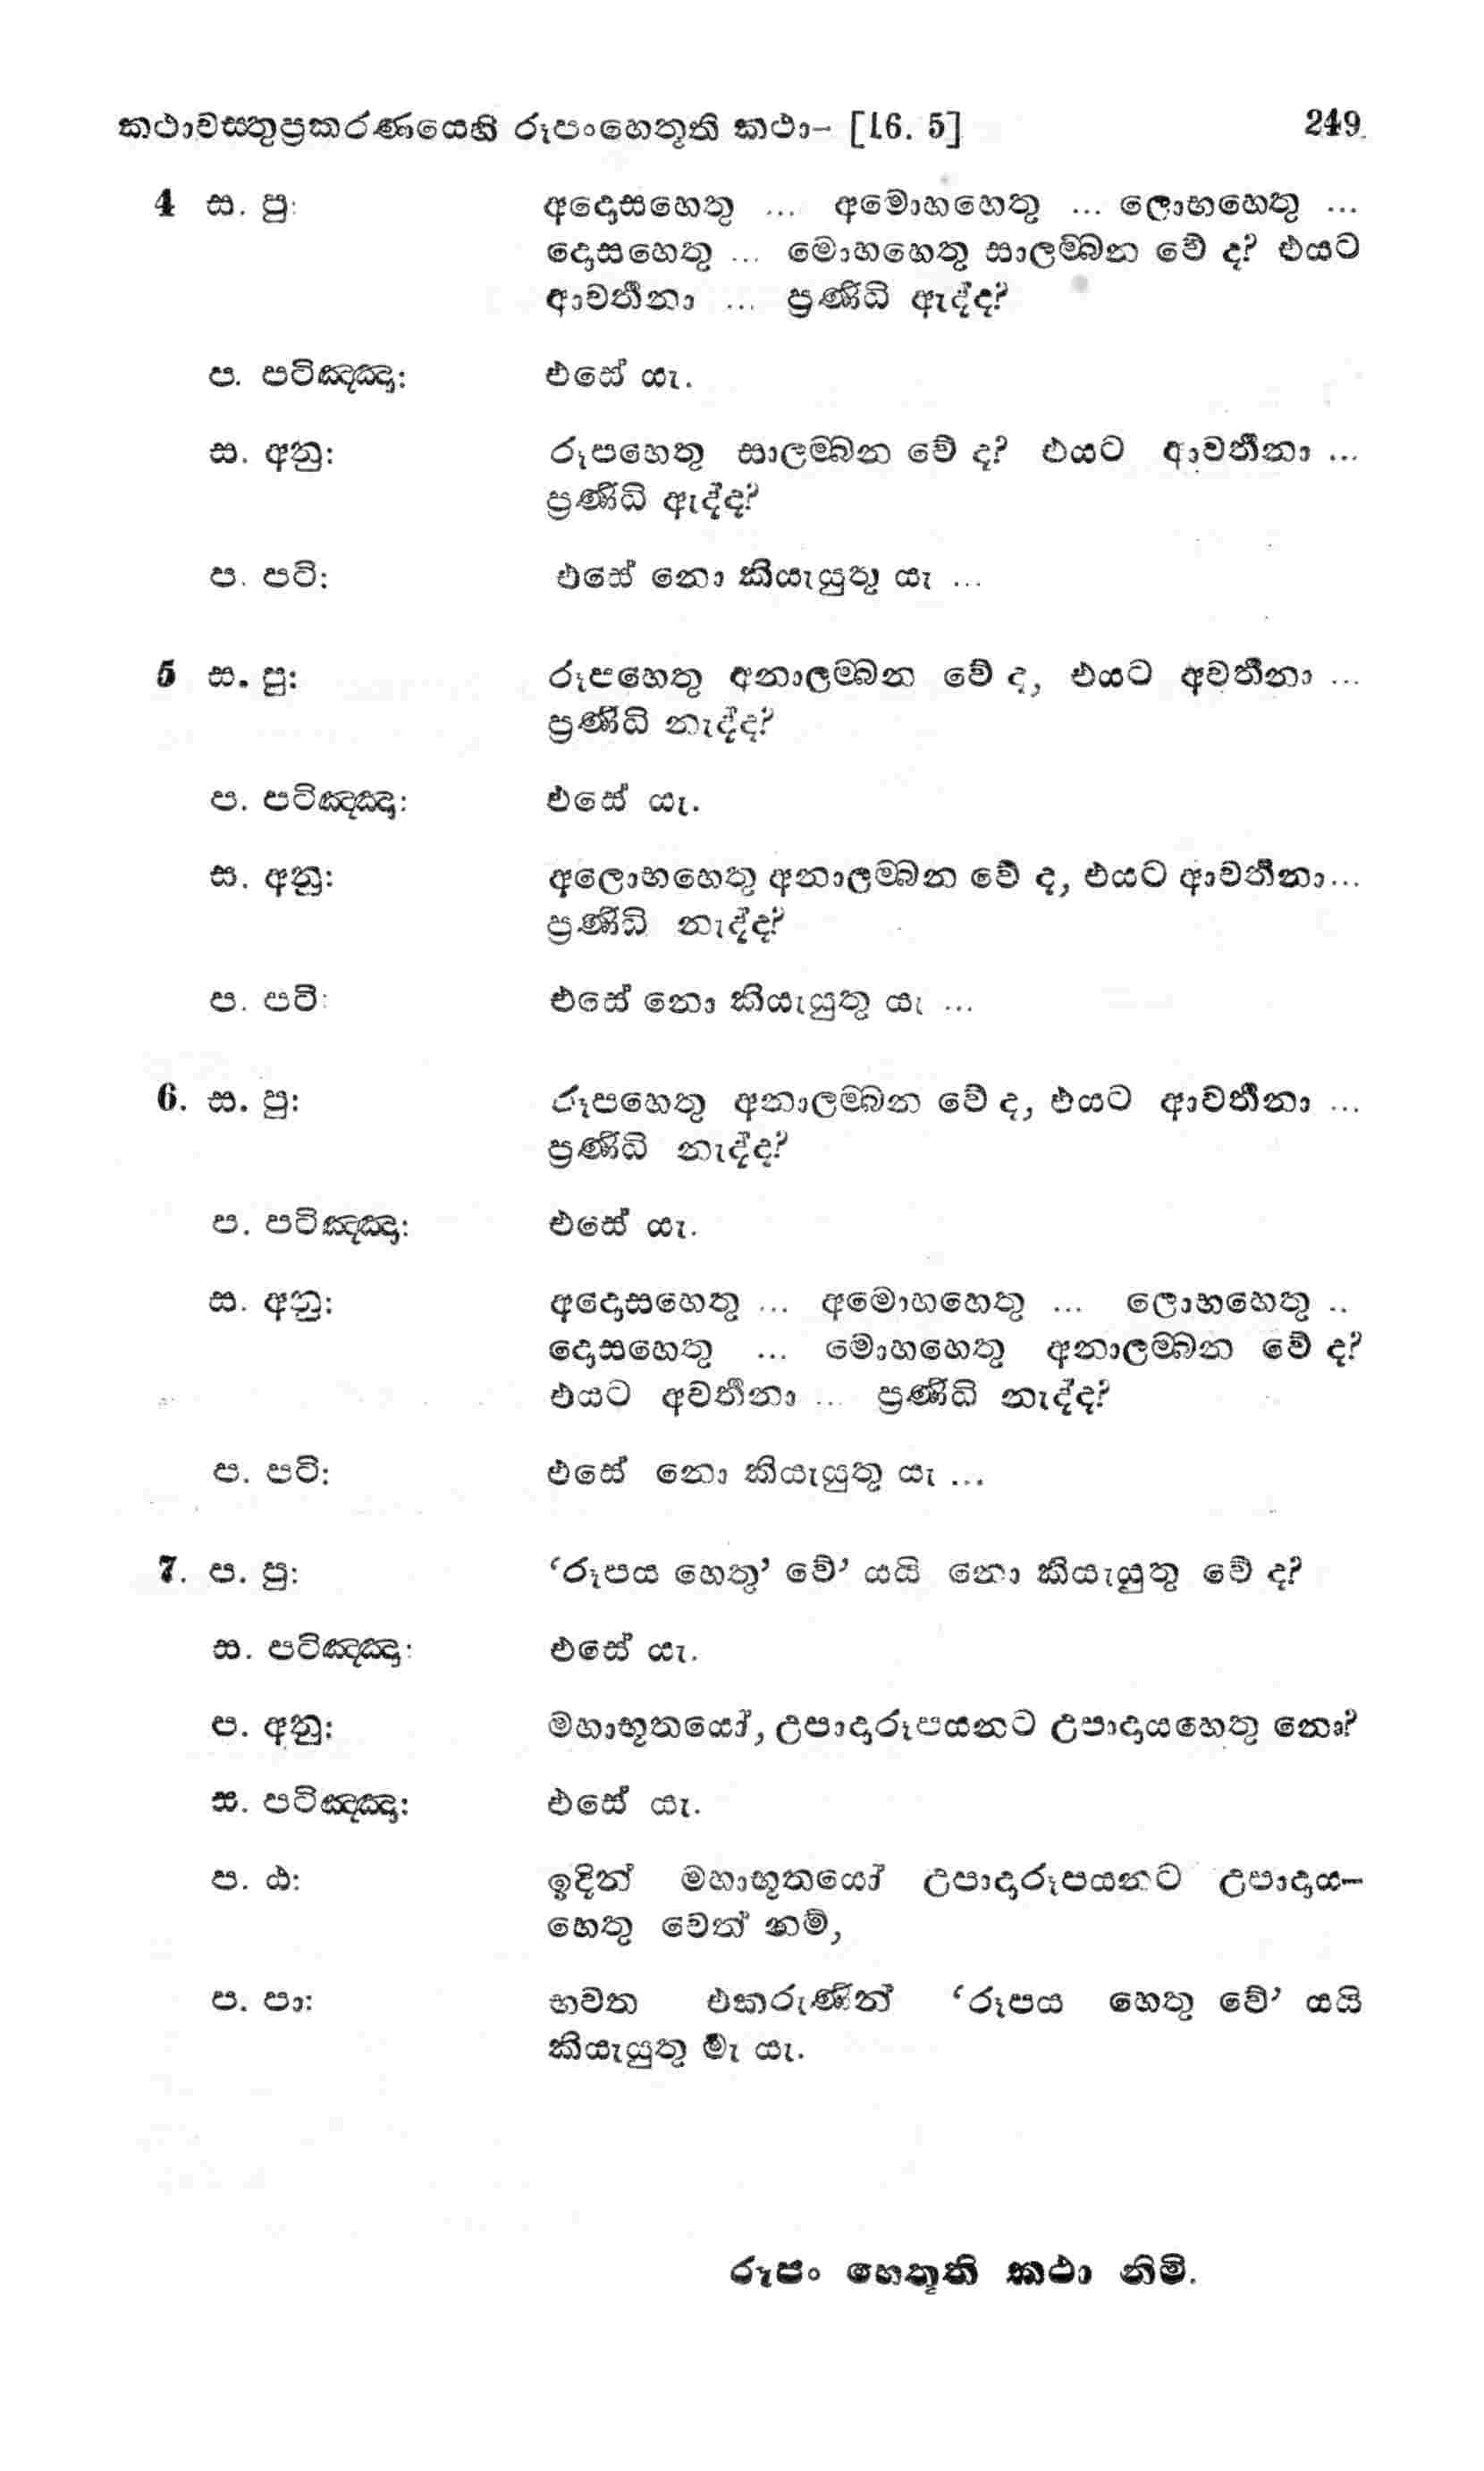 කථාවස්තුප්‍රකරණයෙහි රූපංහෙතූති කථා- [16. 5] 249
4 ස. පු: අදොසහෙතු ... අමොහහෙතු ... ලොභහෙතු ...
දොසහෙතු ... මොහහෙතු සාලම්බන වේ ද? එයට
ආවර්තනා ... ප්‍රණිධි ඇද්ද?
ප. පටිඤ්ඤා: එසේ යැ.
ස. අනු: රූපහෙතු සාලම්බන වේ ද? එයට ආවර්තනා ...
ප්‍රණිධි ඇද්ද?
ප. පටි: එසේ නො කියැයුතු යැ ...
5 ස. පු: රූපහෙතු අනාලම්බන වේ ද, එයට අවර්තනා ...
ප්‍රණිධි නැද්ද?
ප. පටිඤ්ඤා: එසේ යැ.
ස. අනු: අලොභහෙතු අනාලම්බන වේ ද, එයට ආවර්තනා...
ප්‍රණිධි නැද්ද?
ප. පටි: එසේ නො කියැයුතු යැ ...
6. ස. පු: රූපහෙතු අනාලම්බන වේ ද, එයට ආවර්තනා ...
ප්‍රණිධි නැද්ද?
ප. පටිඤ්ඤා: එසේ යැ.
ස. අනු: අදොසහෙතු ... අමොහහෙතු ... ලොභහෙතු ..
දොසහෙතු ... මොහහෙතු අනාලම්බන වේ ද?
එයට අවර්තනා ... ප්‍රණිධි නැද්ද?
ප. පටි: එසේ නො කියැයුතු යැ ...
7. ප. පු: ‘රූපය හෙතු’ වේ’ යයි නො කියැයුතු වේ ද?
ස. පටිඤ්ඤා: එසේ යැ.
ප. අනු: මහාභූතයෝ, උපාදාරූපයනට උපාදායහෙතු නො?
ස. පටිඤ්ඤා: එසේ යැ.
ප. ඨ: ඉදින් මහාභූතයෝ උපාදාරූපයනට උපාදාය-
හෙතු වෙත් නම්,
ප. පා: භවත එකරුණින් ‘රූපය හෙතු වේ’ යයි
කියැයුතු මැ යැ.
රූපං හෙතූති කථා නිමි.